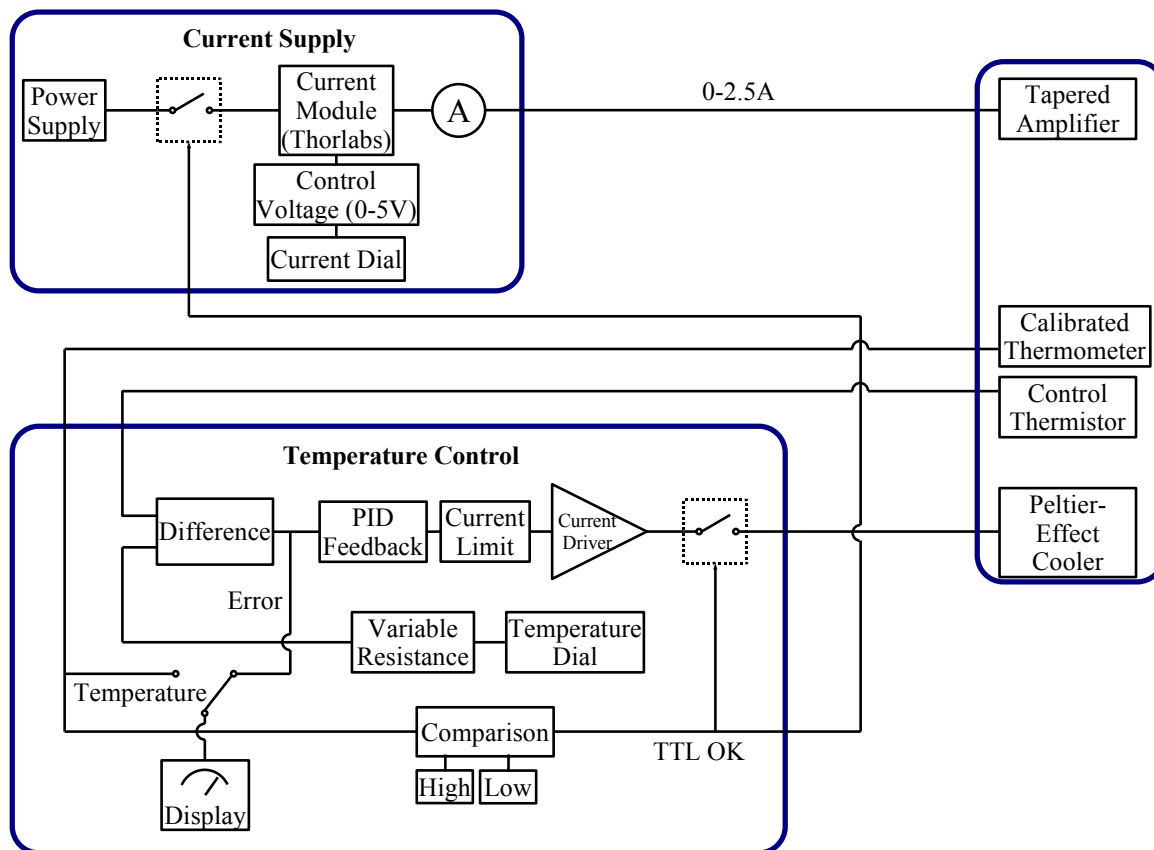 Current Supply
Power
Supply
Current
Module
(Thorlabs)
A
0-2.5A
Tapered
Amplifier
Control
Voltage (0-5V)
Current Dial
Calibrated
Thermometer
Control
Thermistor
Temperature Control
Difference
PID
Feedback
Current
Limit
Current
Driver
Peltier-
Effect
Cooler
Error
Variable
Resistance
Temperature
Dial
Temperature
Comparison
TTL OK
High
Low
Display